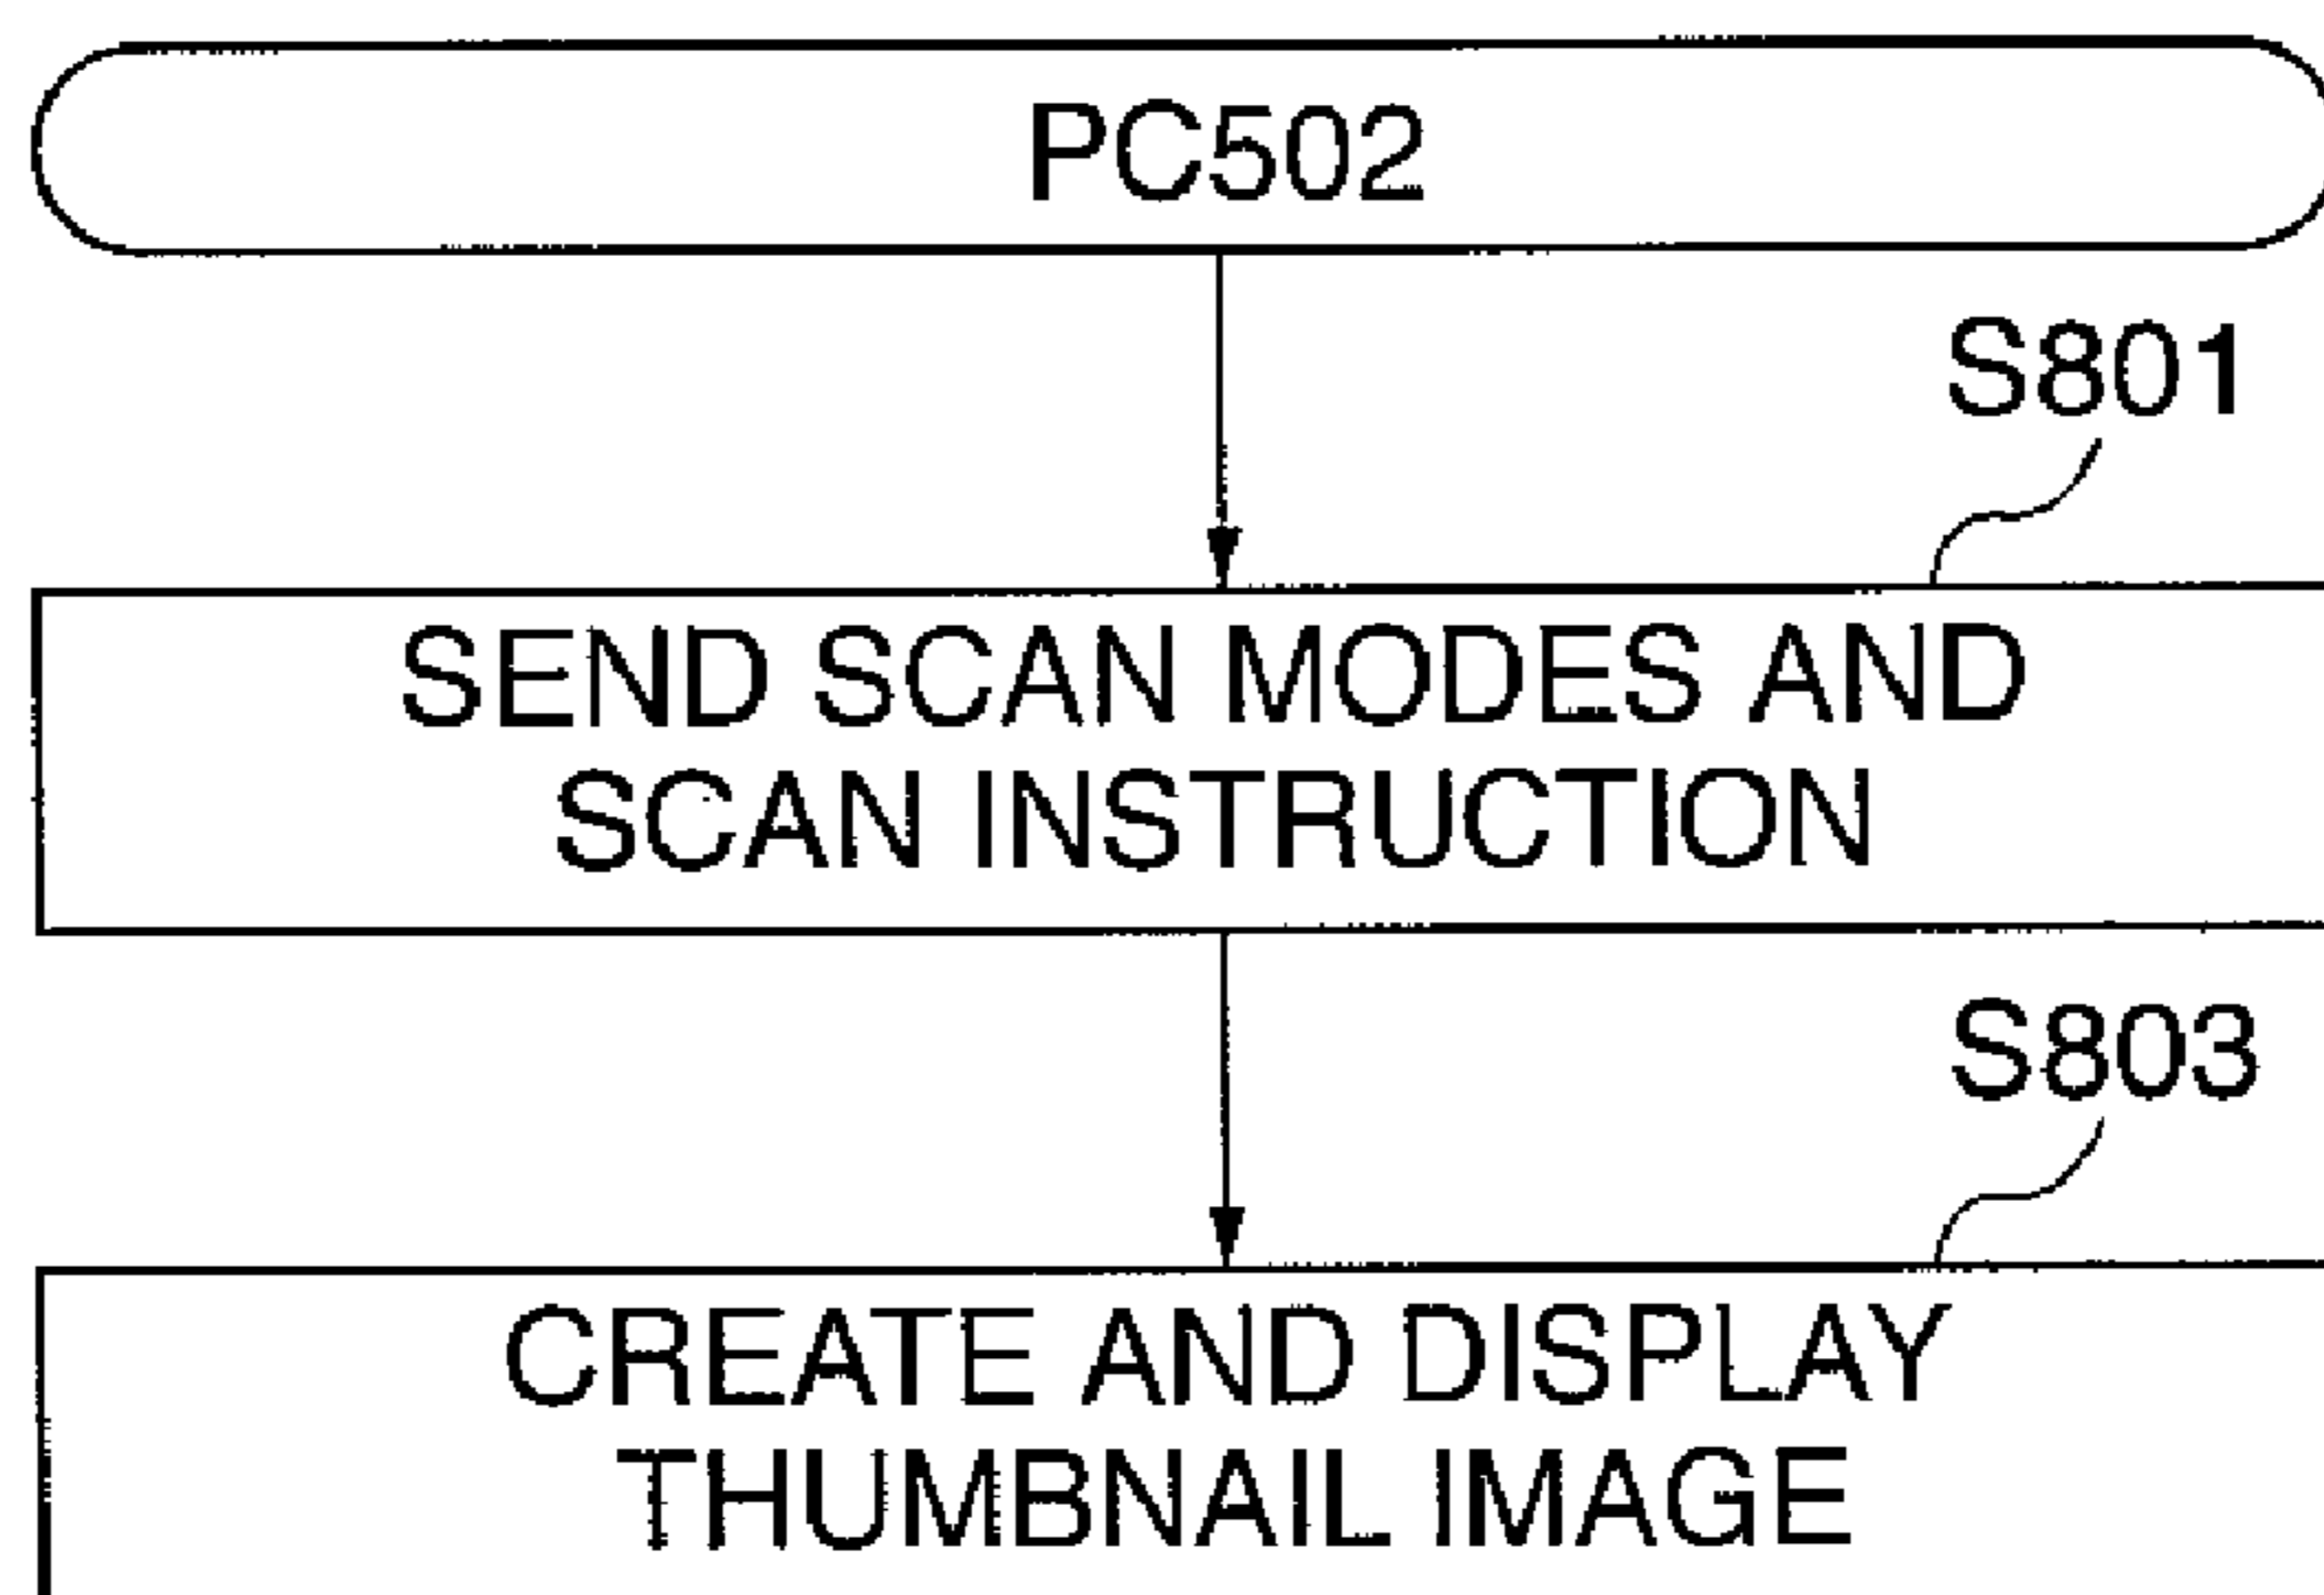 PC502
S801
SEND SCAN MODES AND
SCAN INSTRUCTION
S803
CREATE AND DISPLAY
THUMBNAIL IMAGE